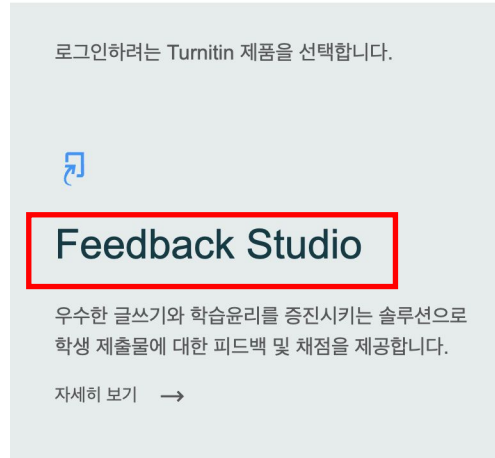 로그인하려는 Turnitin 제품을 선택합니다.
Feedback Studio
우수한 글쓰기와 학습윤리를 증진시키는 솔루션으로
학생 제출물에 대한 피드백 및 채점을 제공합니다.
자세히 보기 →